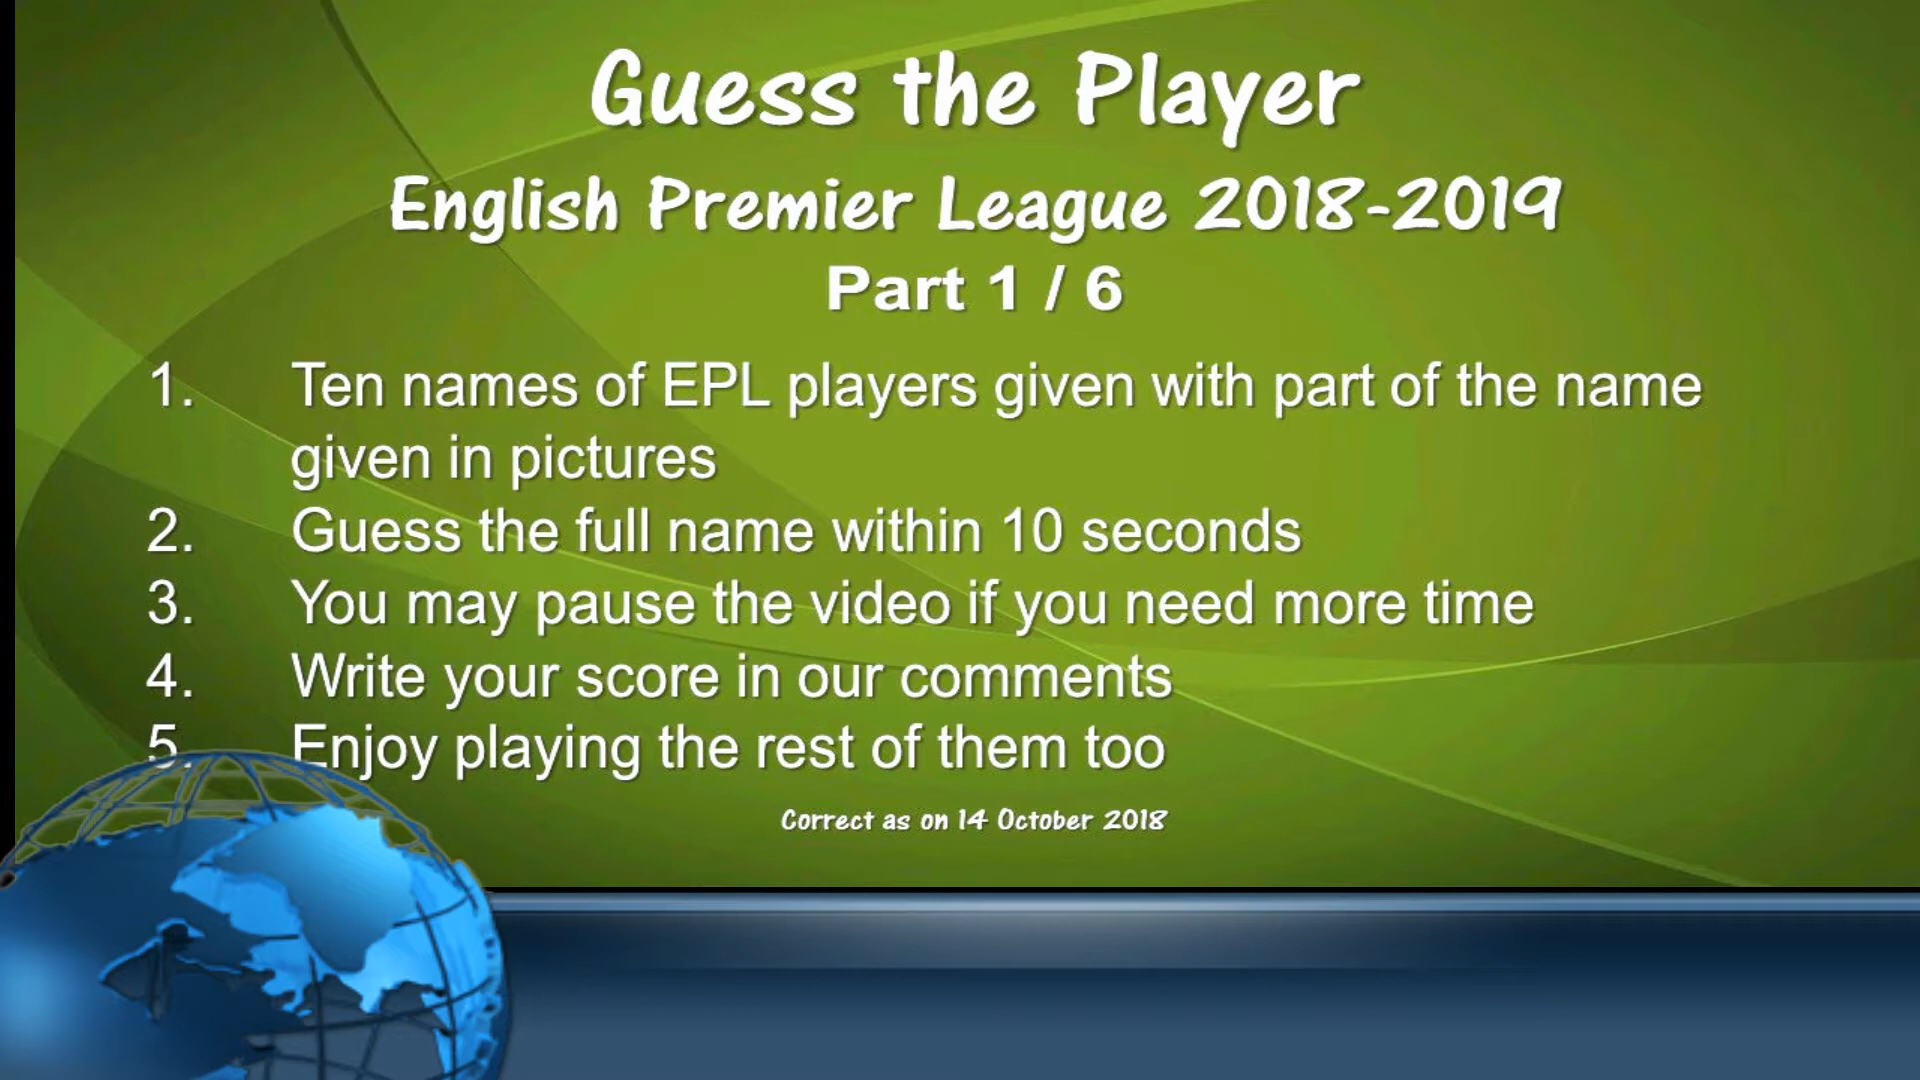 Guess the Player
English Premier League 2018-2019
Part 1 / 6
1. Ten names of EPL players given with part of the name
given in pictures
2. Guess the full name within 10 seconds
3. You may pause the video if you need more time
4. Write your score in our comments
5. Enjoy playing the rest of them too
Correct as on 14 October 2018